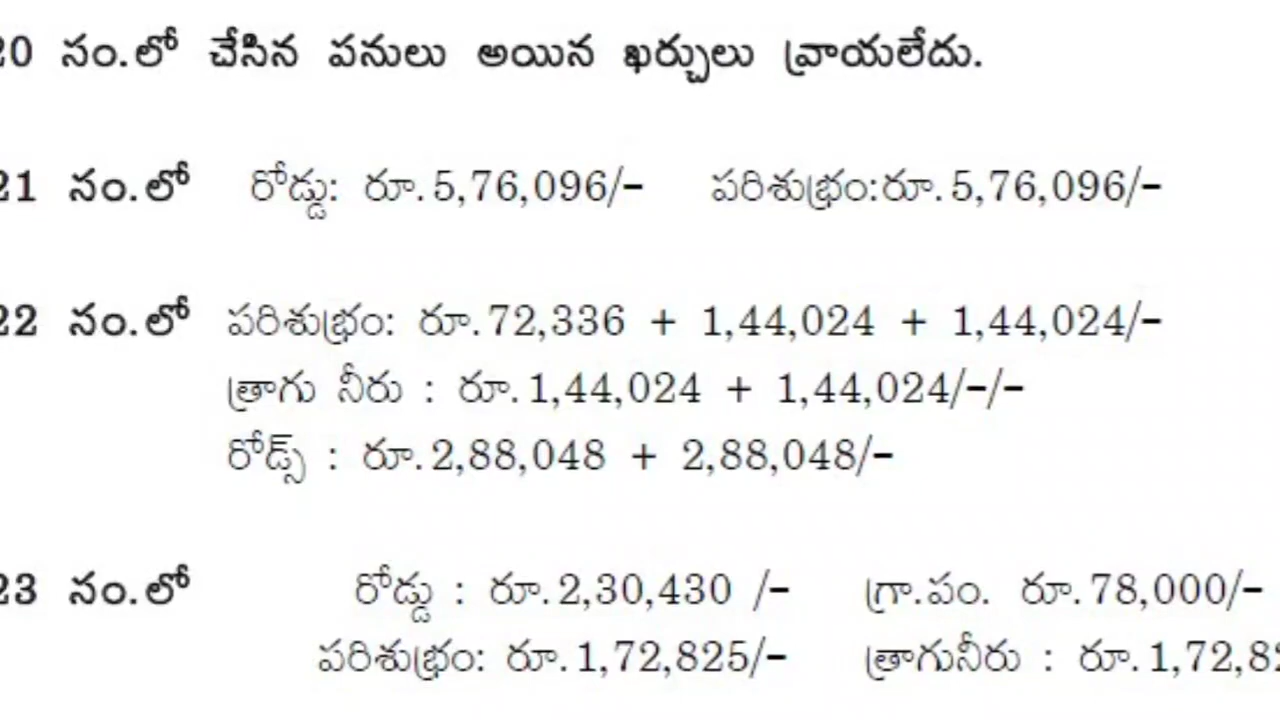 20 సం.లో చేసిన పనులు అయిన ఖర్చులు వ్రాయలేదు.
21 సం.లో రోడ్డు: రూ.5,76,096/- పరిశుభ్రం:రూ.5,76,096/-
22 సం.లో పరిశుభ్రం: రూ.72,336 + 1,44,024 + 1,44,024/-
త్రాగు నీరు : రూ.1,44,024 + 1,44,024/-/-
రోడ్స్ : రూ.2,88,048 + 2,88,048/-
23 సం.లో రోడ్డు : రూ.2,30,430 /- గ్రా.పం. రూ.78,000/-
పరిశుభ్రం: రూ.1,72,825/- త్రాగునీరు : రూ.